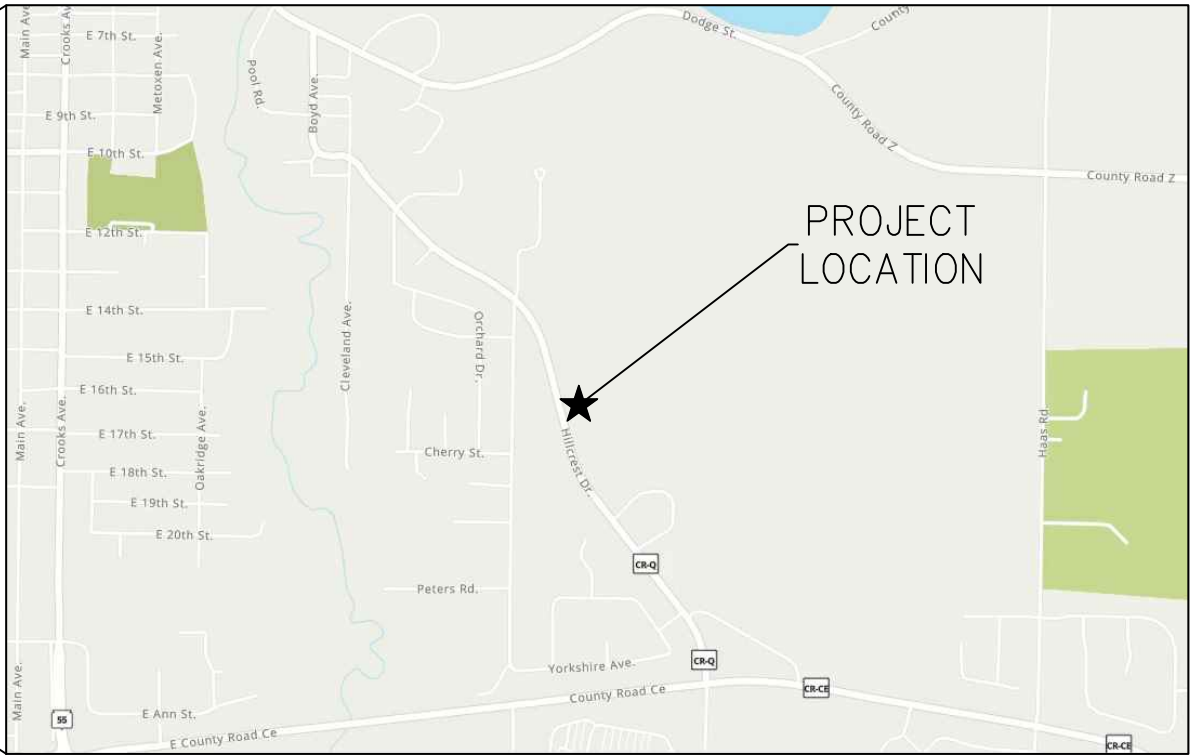 Main Ave
Crooks Av
E 7th St.
Metoxen Ave.
Pool Rd.
Boyd Ave.
Dodge St.
County
E 9th St.
County Road Z
E 10th St.
County Road Z
PROJECT
LOCATION
E 12th St.
E 14th St.
Orchard Dr.
Cleveland Ave.
E 15th St.
E 16th St.
Main Ave.
Crooks Ave.
Oakridge Ave.
E 17th St.
Hillcrest Dr.
Haas Rd.
Cherry St.
E 18th St.
E 19th St.
E 20th St.
CR-Q
Peters Rd.
Main Ave.
Yorkshire Ave.
CR-Q
County Road Ce
CR-CE
55
E Ann St.
E County Road Ce
CR-CE